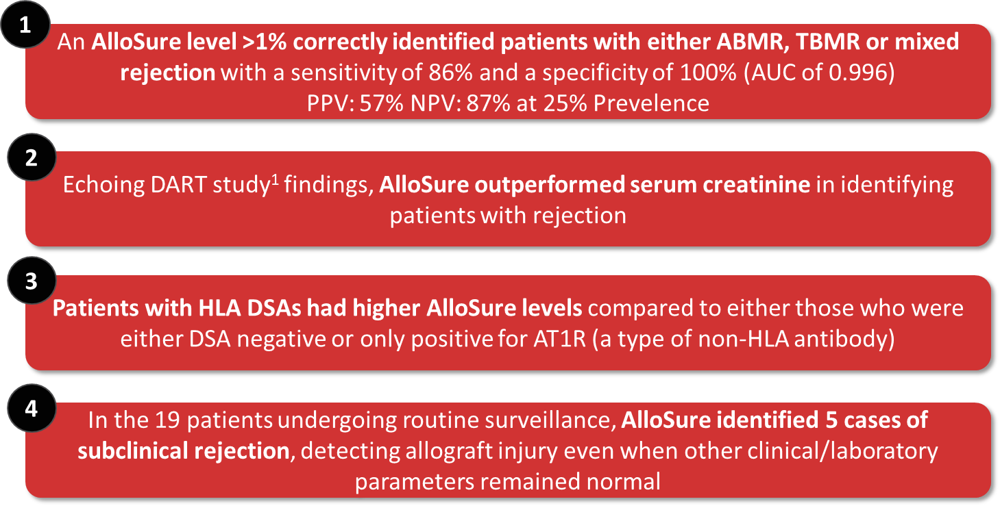 1
An AlloSure level >1% correctly identified patients with either ABMR, TBMR or mixed
rejection with a sensitivity of 86% and a specificity of 100% (AUC of 0.996)
PPV: 57% NPV: 87% at 25% Prevelence
2
Echoing DART study¹ findings, AlloSure outperformed serum creatinine in identifying
patients with rejection
3
Patients with HLA DSAs had higher AlloSure levels compared to either those who were
either DSA negative or only positive for AT1R (a type of non-HLA antibody)
4
In the 19 patients undergoing routine surveillance, AlloSure identified 5 cases of
subclinical rejection, detecting allograft injury even when other clinical/laboratory
parameters remained normal